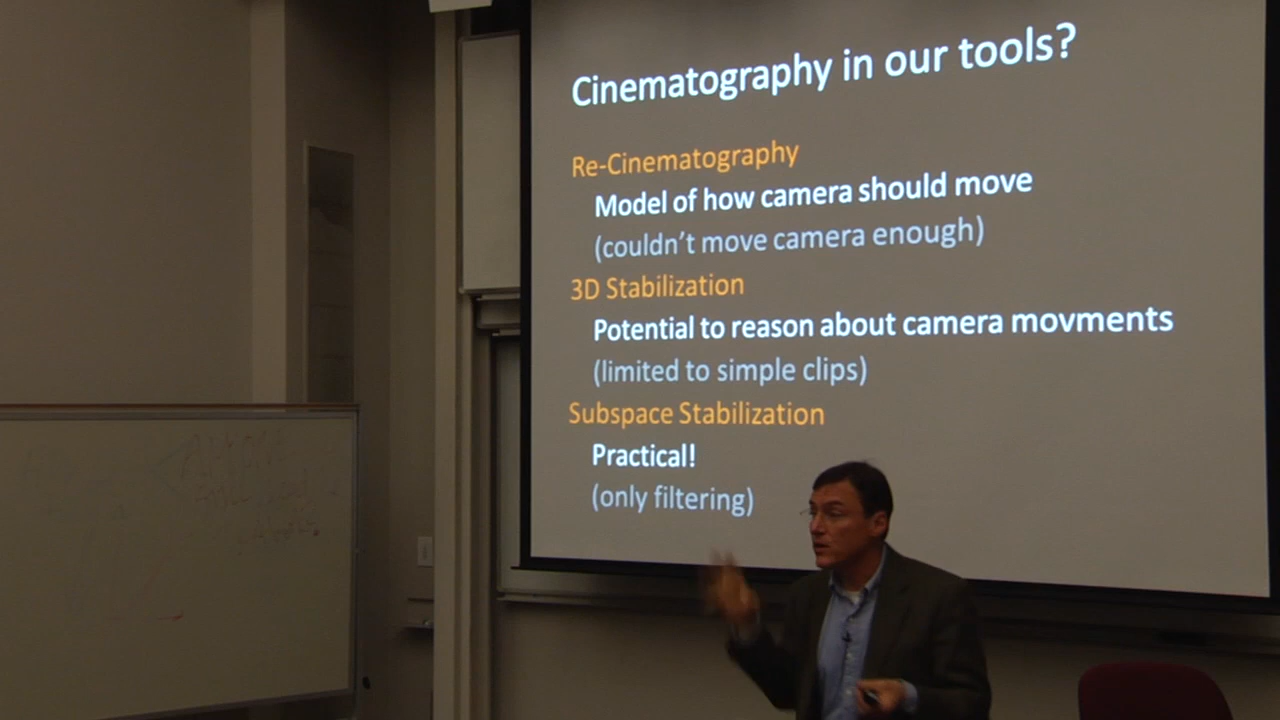 Cinematography in our tools?
Re-Cinematography
Model of how camera should move
(couldn't move camera enough)
3D Stabilization
Potential to reason about camera movments
(limited to simple clips)
Subspace Stabilization
Practical!
(only filtering)